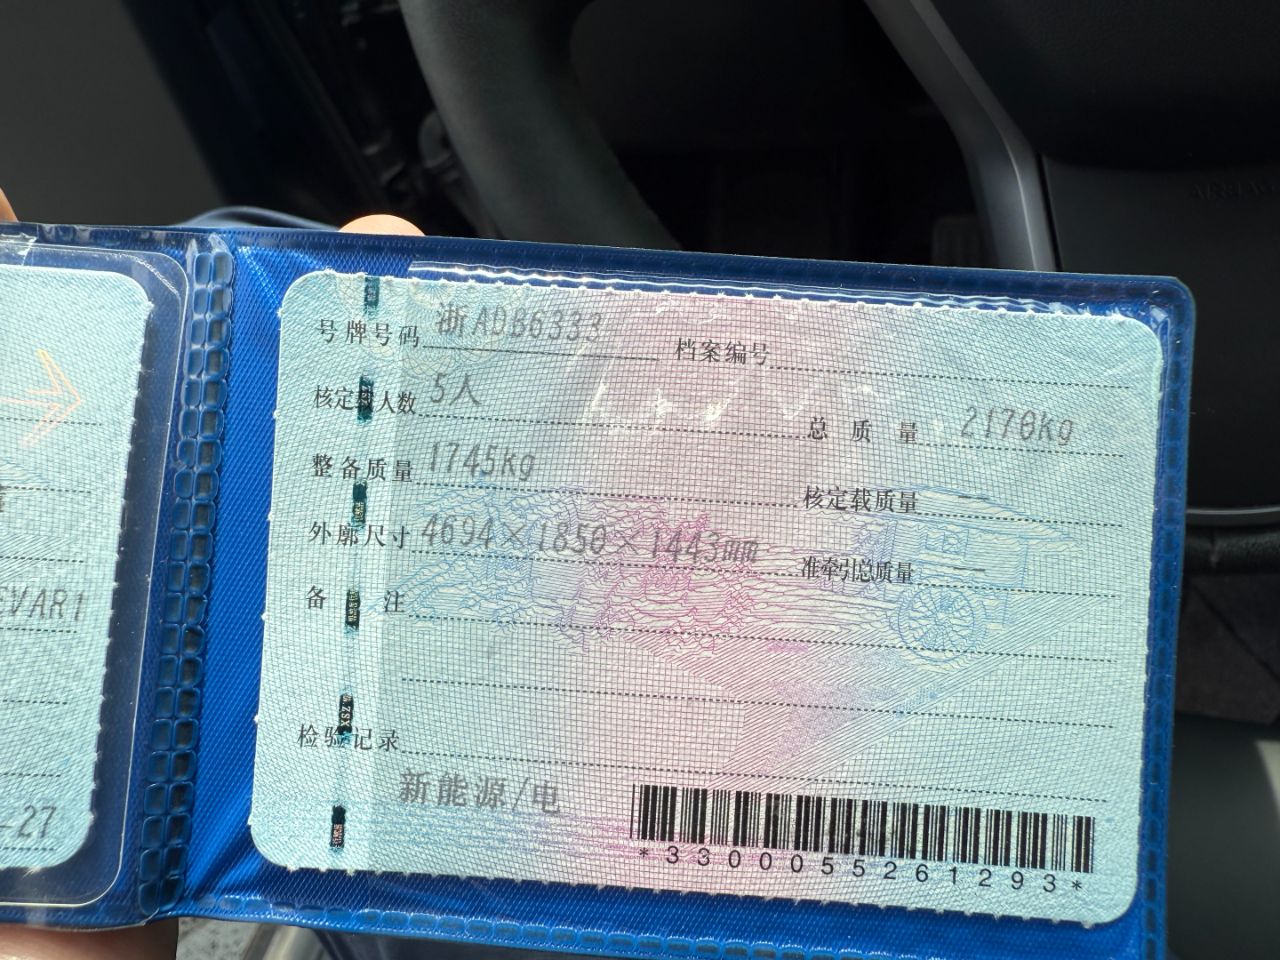 号牌号码 浙ADB6333 档案编号
核定载人数 5人 总质量 2170kg
整备质量 1745kg 核定载质量 —
外廓尺寸 4694×1850×1443mm 准牵引总质量 —
备注
检验记录
新能源/电
*3300055261293*
EVAR1
-27